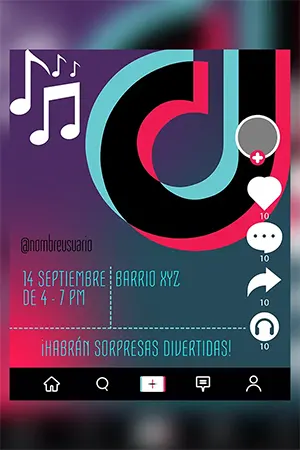 @nombreusuario
14 SEPTIEMBRE
DE 4 - 7 PM
BARRIO XYZ
¡HABRÁN SORPRESAS DIVERTIDAS!
10
10
10
10